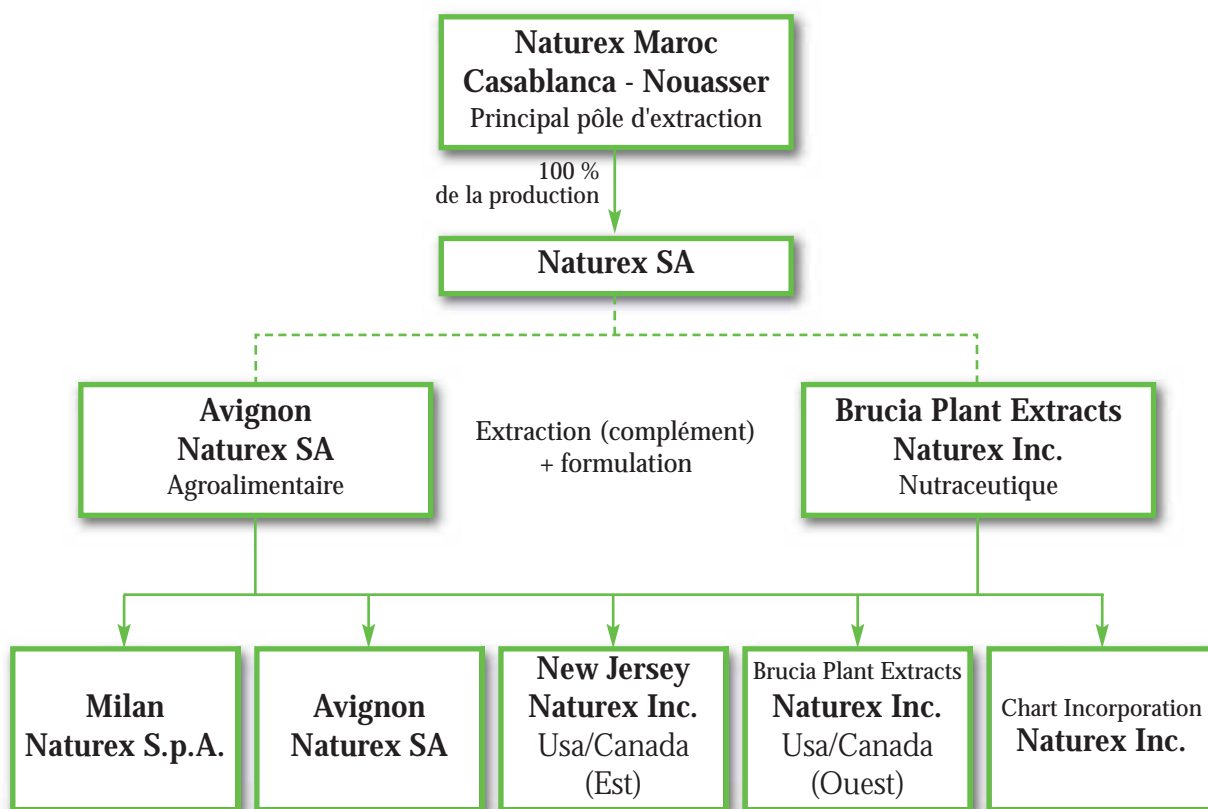 Naturex Maroc
Casablanca - Nouasser
Principal pôle d'extraction
100 %
de la production
Naturex SA
Avignon
Naturex SA
Agroalimentaire
Extraction (complément)
+ formulation
Brucia Plant Extracts
Naturex Inc.
Nutraceutique
Milan
Naturex S.p.A.
Avignon
Naturex SA
New Jersey
Naturex Inc.
Usa/Canada
(Est)
Brucia Plant Extracts
Naturex Inc.
Usa/Canada
(Ouest)
Chart Incorporation
Naturex Inc.